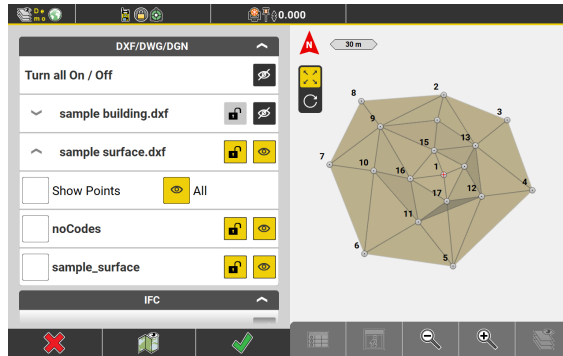 De
mo
0.000
DXF/DWG/DGN
Turn all On / Off
sample building.dxf
sample surface.dxf
Show Points
All
noCodes
sample_surface
IFC
N
30 m
8
2
3
9
15
13
7
10
16
1
12
4
17
11
6
5